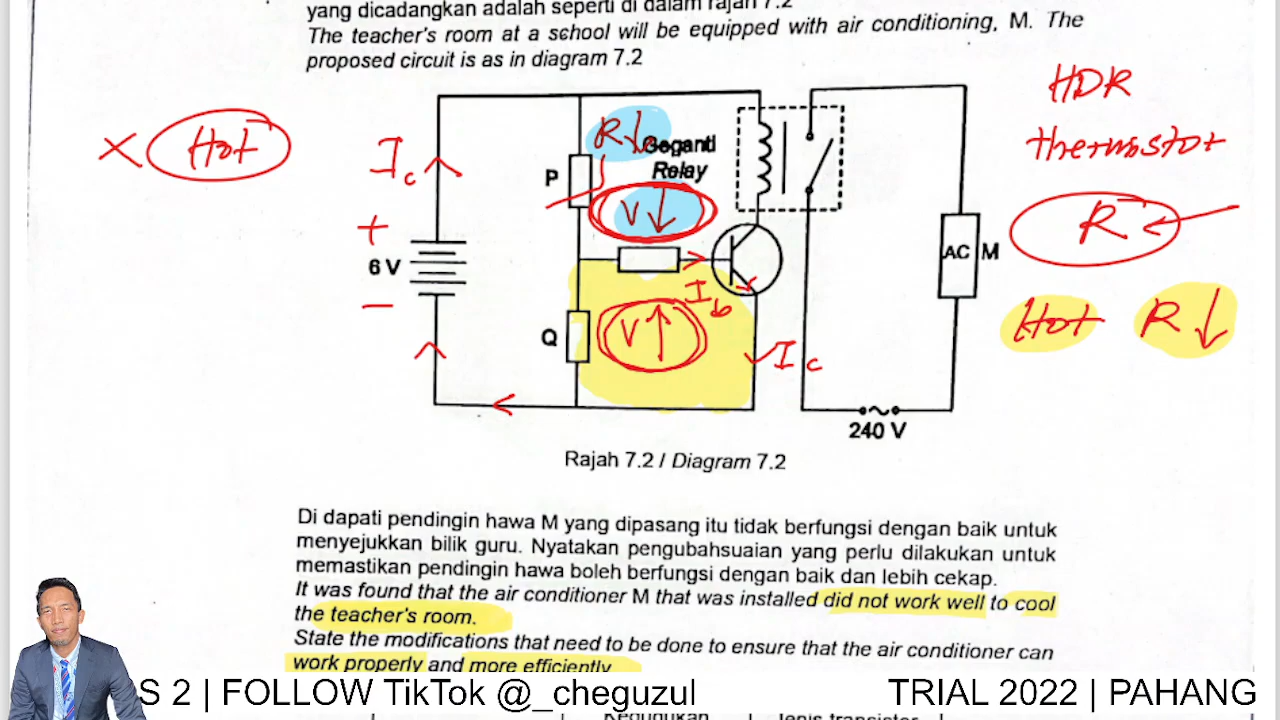 yang dicadangkan adalah seperti di dalam rajah 7.2
The teacher's room at a school will be equipped with air conditioning, M. The
proposed circuit is as in diagram 7.2
HDR
thermistor
X Hot
Ic
R↓
Geganti
Relay
P
V↓
R
+
6 V
-
Ib
AC M
Q
V↑
Ic
Hot R↓
240 V
Rajah 7.2 / Diagram 7.2
Di dapati pendingin hawa M yang dipasang itu tidak berfungsi dengan baik untuk
menyejukkan bilik guru. Nyatakan pengubahsuaian yang perlu dilakukan untuk
memastikan pendingin hawa boleh berfungsi dengan baik dan lebih cekap.
It was found that the air conditioner M that was installed did not work well to cool
the teacher's room.
State the modifications that need to be done to ensure that the air conditioner can
work properly and more efficiently
S 2 | FOLLOW TikTok @_cheguzul TRIAL 2022 | PAHANG